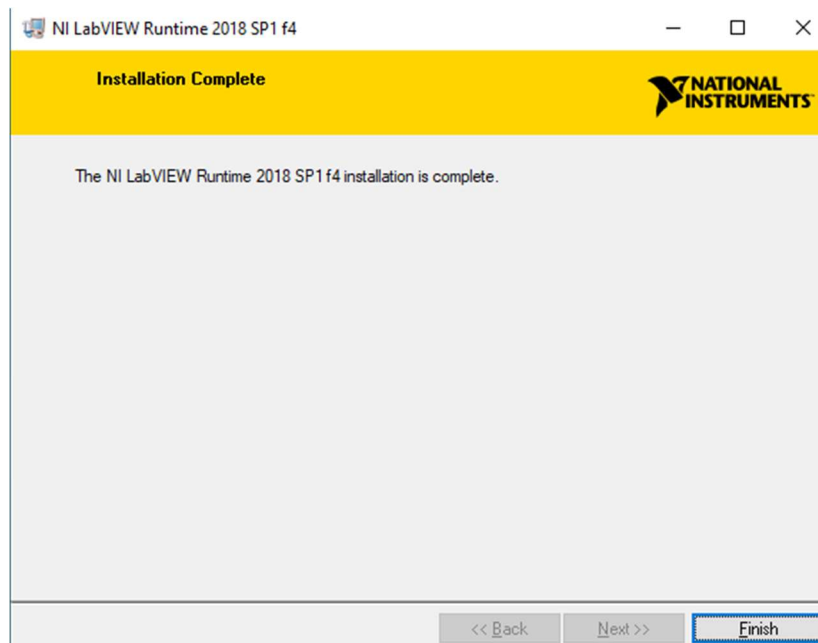 NI LabVIEW Runtime 2018 SP1 f4
Installation Complete
NATIONAL
INSTRUMENTS™
The NI LabVIEW Runtime 2018 SP1 f4 installation is complete.
<< Back
Next >>
Finish